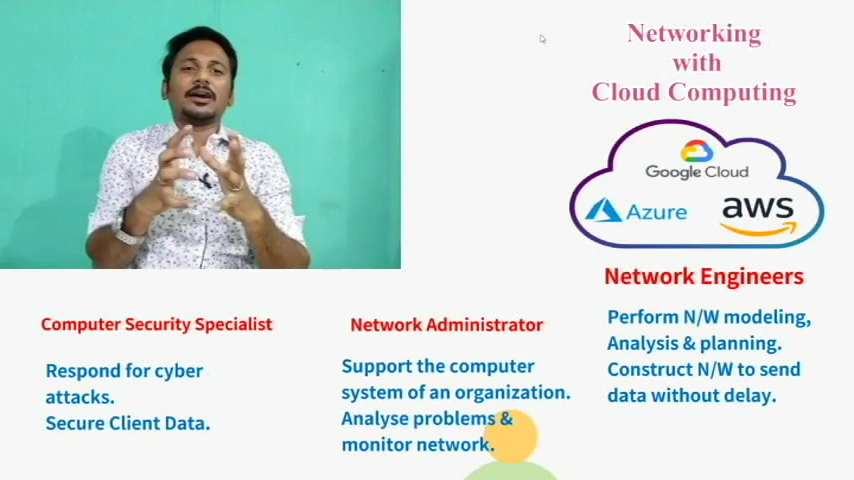 Networking
with
Cloud Computing
Google Cloud
Azure
aws
Network Engineers
Perform N/W modeling,
Analysis & planning.
Construct N/W to send
data without delay.
Computer Security Specialist
Respond for cyber
attacks.
Secure Client Data.
Network Administrator
Support the computer
system of an organization.
Analyse problems &
monitor network.